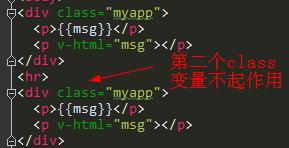 <div class="myapp">
<p>{{msg}}</p>
<p v-html="msg"></p>
</div>
<hr>
第二个class
变量不起作用
<div class="myapp">
<p>{{msg}}</p>
<p v-html="msg"></p>
</div>